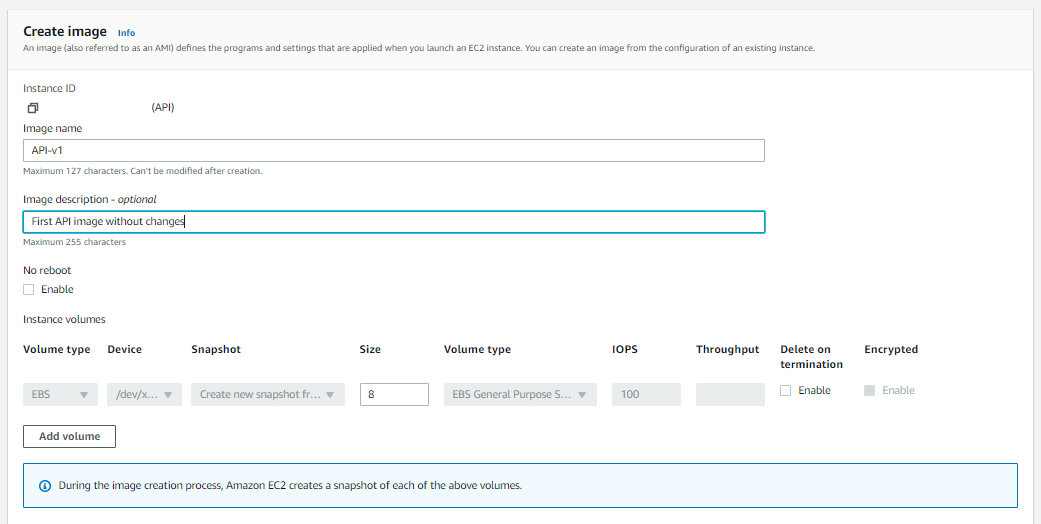 Create image Info
An image (also referred to as an AMI) defines the programs and settings that are applied when you launch an EC2 instance. You can create an image from the configuration of an existing instance.
Instance ID
(API)
Image name
API-v1
Maximum 127 characters. Can't be modified after creation.
Image description - optional
First API image without changes
Maximum 255 characters
No reboot
Enable
Instance volumes
Volume type Device Snapshot Size Volume type IOPS Throughput Delete on termination Encrypted
EBS /dev/x... Create new snapshot fr... 8 EBS General Purpose S... 100 Enable Enable
Add volume
During the image creation process, Amazon EC2 creates a snapshot of each of the above volumes.